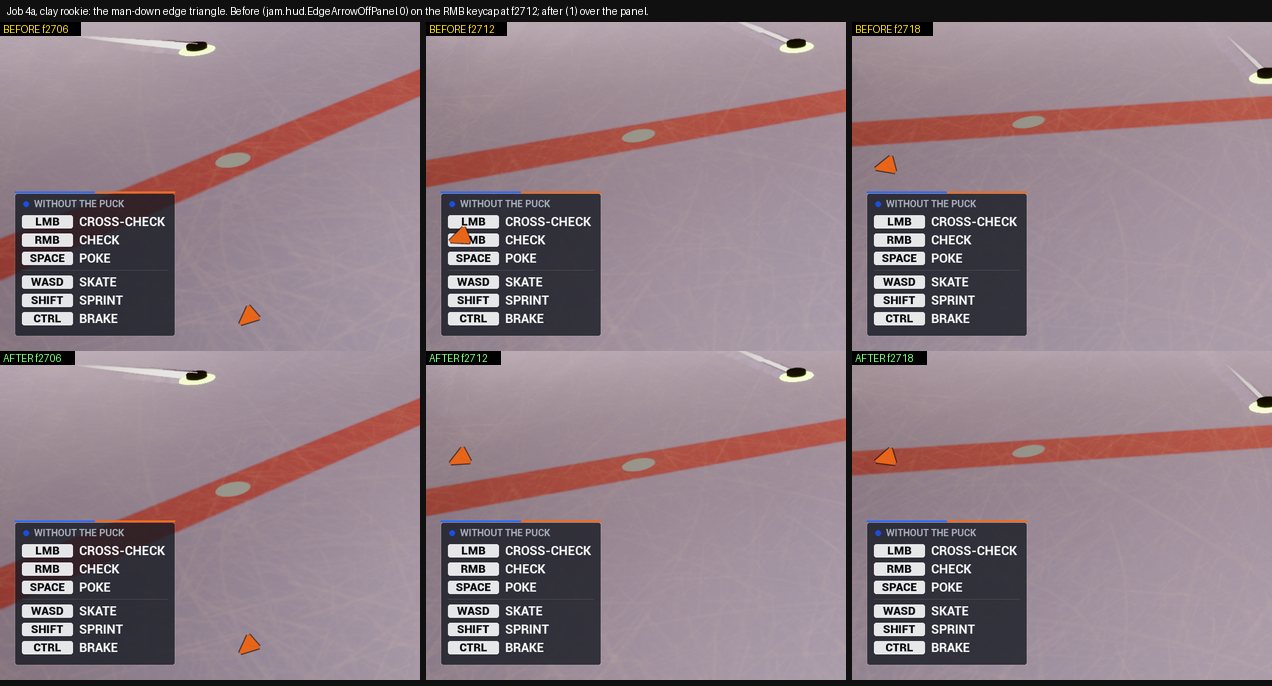 Job 4a, clay rookie: the man-down edge triangle. Before (jam.hud.EdgeArrowOffPanel 0) on the RMB keycap at f2712; after (1) over the panel.
BEFORE f2706
BEFORE f2712
BEFORE f2718
WITHOUT THE PUCK
LMB CROSS-CHECK
RMB CHECK
SPACE POKE
WASD SKATE
SHIFT SPRINT
CTRL BRAKE
WITHOUT THE PUCK
LMB CROSS-CHECK
MB CHECK
SPACE POKE
WASD SKATE
SHIFT SPRINT
CTRL BRAKE
WITHOUT THE PUCK
LMB CROSS-CHECK
RMB CHECK
SPACE POKE
WASD SKATE
SHIFT SPRINT
CTRL BRAKE
AFTER f2706
AFTER f2712
AFTER f2718
WITHOUT THE PUCK
LMB CROSS-CHECK
RMB CHECK
SPACE POKE
WASD SKATE
SHIFT SPRINT
CTRL BRAKE
WITHOUT THE PUCK
LMB CROSS-CHECK
RMB CHECK
SPACE POKE
WASD SKATE
SHIFT SPRINT
CTRL BRAKE
WITHOUT THE PUCK
LMB CROSS-CHECK
RMB CHECK
SPACE POKE
WASD SKATE
SHIFT SPRINT
CTRL BRAKE